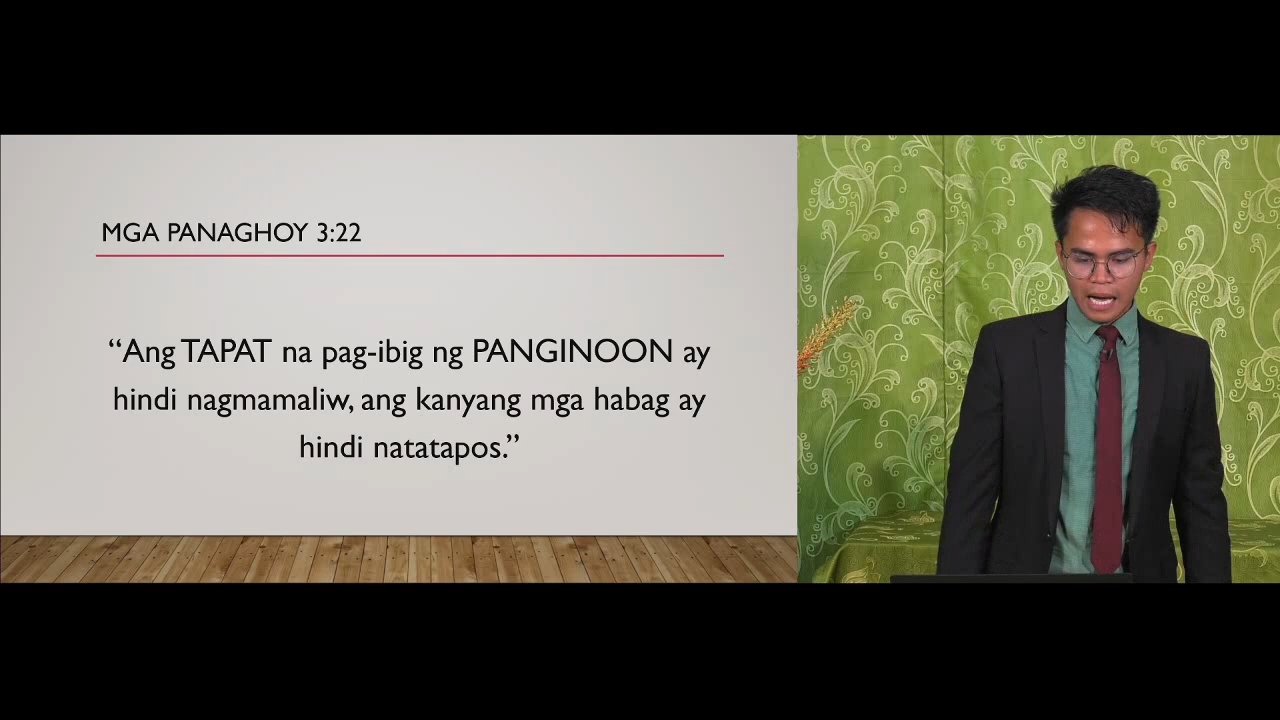 MGA PANAGHOY 3:22
“Ang TAPAT na pag-ibig ng PANGINOON ay
hindi nagmamaliw, ang kanyang mga habag ay
hindi natatapos.”